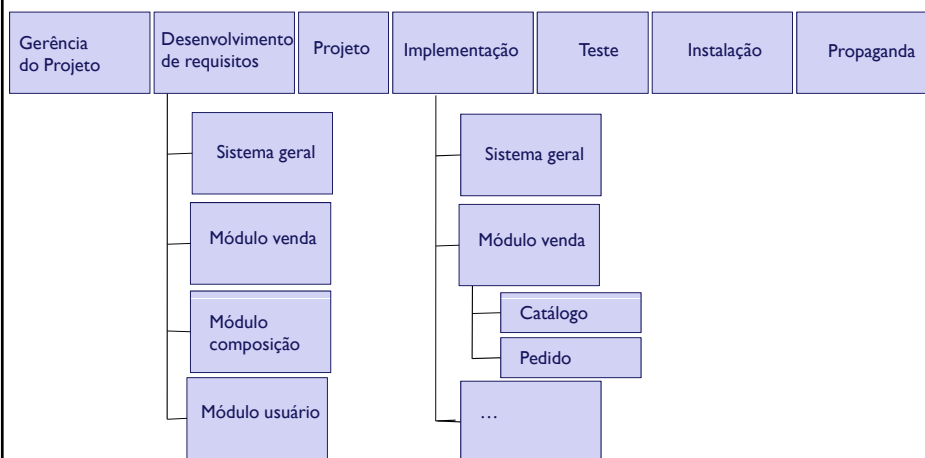 Gerência
do Projeto
Desenvolvimento
de requisitos
Projeto
Implementação
Teste
Instalação
Propaganda
Sistema geral
Módulo venda
Módulo
composição
Módulo usuário
Sistema geral
Módulo venda
Catálogo
Pedido
…